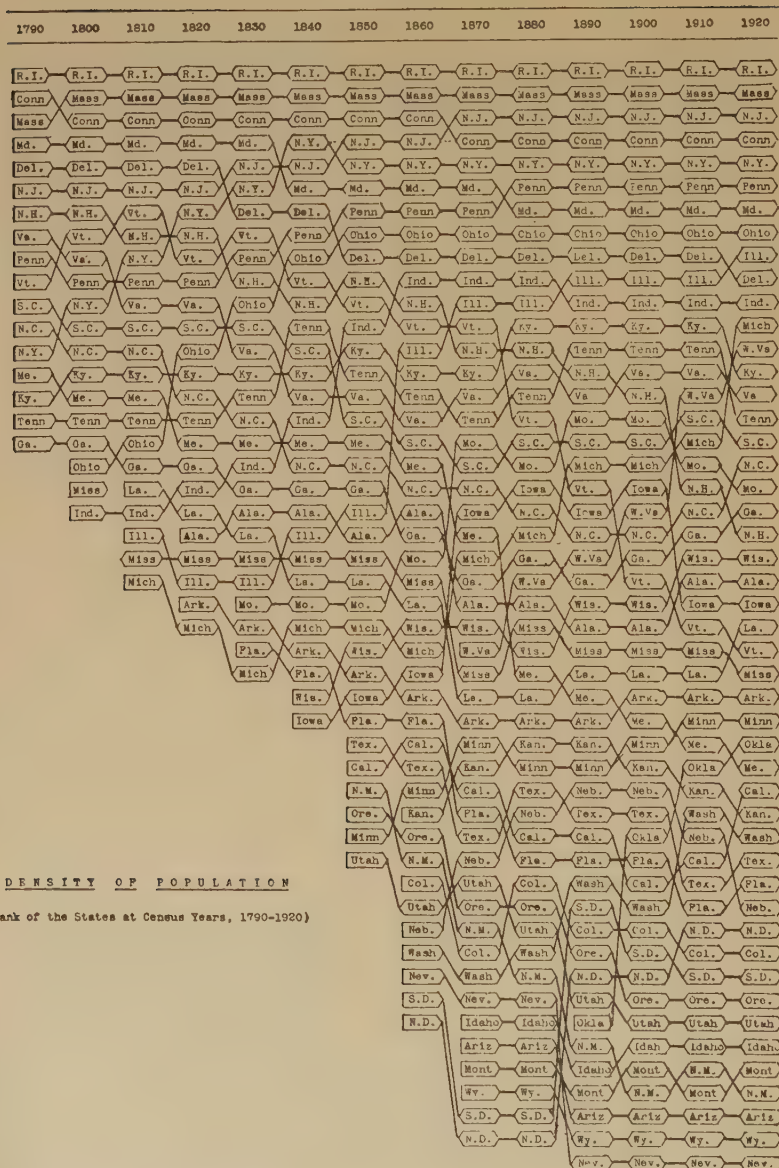 1790 1800 1810 1820 1830 1840 1850 1860 1870 1880 1890 1900 1910 1920
R.I. R.I. R.I. R.I. R.I. R.I. R.I. R.I. R.I. R.I. R.I. R.I. R.I. R.I.
Conn Mass Mass Mass Mass Mass Mass Mass Mass Mass Mass Mass Mass Mass
Mass Conn Conn Conn Conn Conn Conn Conn N.J. N.J. N.J. N.J. N.J. N.J.
Md. Md. Md. Md. Md. N.Y. N.J. N.J. Conn Conn Conn Conn Conn Conn
Del. Del. Del. Del. N.J. N.J. N.Y. N.Y. N.Y. N.Y. N.Y. N.Y. N.Y. N.Y.
N.J. N.J. N.J. N.J. N.Y. Md. Md. Md. Md. Penn Penn Penn Penn Penn
N.H. N.H. Vt. N.Y. Del. Del. Penn Penn Penn Md. Md. Md. Md. Md.
Va. Vt. N.H. N.H. Vt. Penn Ohio Ohio Ohio Ohio Ohio Ohio Ohio Ohio
Penn Va. N.Y. Vt. Penn Ohio Del. Del. Del. Del. Del. Del. Del. Ill.
Vt. Penn Penn Penn N.H. Vt. N.H. Ind. Ind. Ind. Ill. Ill. Ill. Del.
S.C. N.Y. Va. Va. Ohio N.H. Vt. N.H. Ill. Ill. Ind. Ind. Ind. Ind.
N.C. S.C. S.C. S.C. S.C. Tenn Ind. Vt. Vt. Ky. Ky. Ky. Ky. Mich
N.Y. N.C. N.C. Ohio Va. S.C. Ky. Ill. N.H. N.H. Tenn Tenn Tenn W.Va
Me. Ky. Ky. Ky. Ky. Ky. Tenn Ky. Ky. Va. N.H. Va. Va. Ky.
Ky. Me. Me. N.C. Tenn Va. Va. Va. Va. Tenn Va. N.H. W.Va Va
Tenn Tenn Tenn Tenn N.C. Ind. S.C. Tenn Tenn Vt. Mo. Mo. S.C. Tenn
Ga. Ga. Ohio Me. Me. Me. Me. S.C. Mo. S.C. S.C. S.C. Mich S.C.
Ohio Ga. Ga. Ind. N.C. N.C. Me. S.C. Mo. Mich Mich Mo. N.C.
Miss La. Ind. Ga. Ga. Ga. N.C. N.C. Iowa Vt. Iowa N.H. Mo.
Ind. Ind. La. Ala. Ala. Ill. Ala. Iowa N.C. Iowa W.Va N.C. Ga.
Ill. Ala. La. Ill. Ala. Ga. Me. Mich N.C. N.C. Ga. N.H.
Miss Miss Miss Miss Miss Mo. Mich Ga. W.Va Ga. Wis. Wis.
Mich Ill. Ill. La. La. Miss Ga. W.Va Ga. Vt. Ala. Ala.
Ark. Mo. Mo. Mo. La. Ala. Ala. Wis. Wis. Iowa Iowa
Mich Ark. Mich Mich Wis. Wis. Miss Ala. Ala. Vt. La.
Fla. Ark. Wis. Mich W.Va Wis. Miss Miss Miss Vt.
Mich Fla. Ark. Iowa Miss Me. La. La. La. Miss
Wis. Iowa Ark. La. La. Me. Ark. Ark. Ark.
Iowa Fla. Fla. Ark. Ark. Ark. Me. Minn Minn
Tex. Cal. Minn Kan. Kan. Minn Me. Okla
Cal. Tex. Kan. Minn Minn Kan. Okla Me.
N.M. Minn Cal. Tex. Neb. Neb. Kan. Cal.
Ore. Kan. Fla. Neb. Tex. Tex. Wash Kan.
Minn Ore. Tex. Cal. Cal. Okla Neb. Wash
Utah N.M. Neb. Fla. Fla. Fla. Cal. Tex.
Col. Utah Col. Wash Cal. Tex. Fla.
Utah Ore. Ore. S.D. Wash Fla. Neb.
Neb. N.M. Utah Col. Col. N.D. N.D.
Wash Col. Wash Ore. S.D. Col. Col.
Nev. Wash N.M. N.D. N.D. S.D. S.D.
S.D. Nev. Nev. Utah Ore. Ore. Ore.
N.D. Idaho Idaho Okla Utah Utah Utah
Ariz Ariz N.M. Idah Idaho Idaho
Mont Mont Idaho Mont N.M. Mont
Wy. Wy. Mont N.M. Mont N.M.
S.D. S.D. Ariz Ariz Ariz Ariz
N.D. N.D. Wy. Wy. Wy. Wy.
Nev. Nev. Nev. Nev.
DENSITY OF POPULATION
ank of the States at Census Years, 1790-1920)